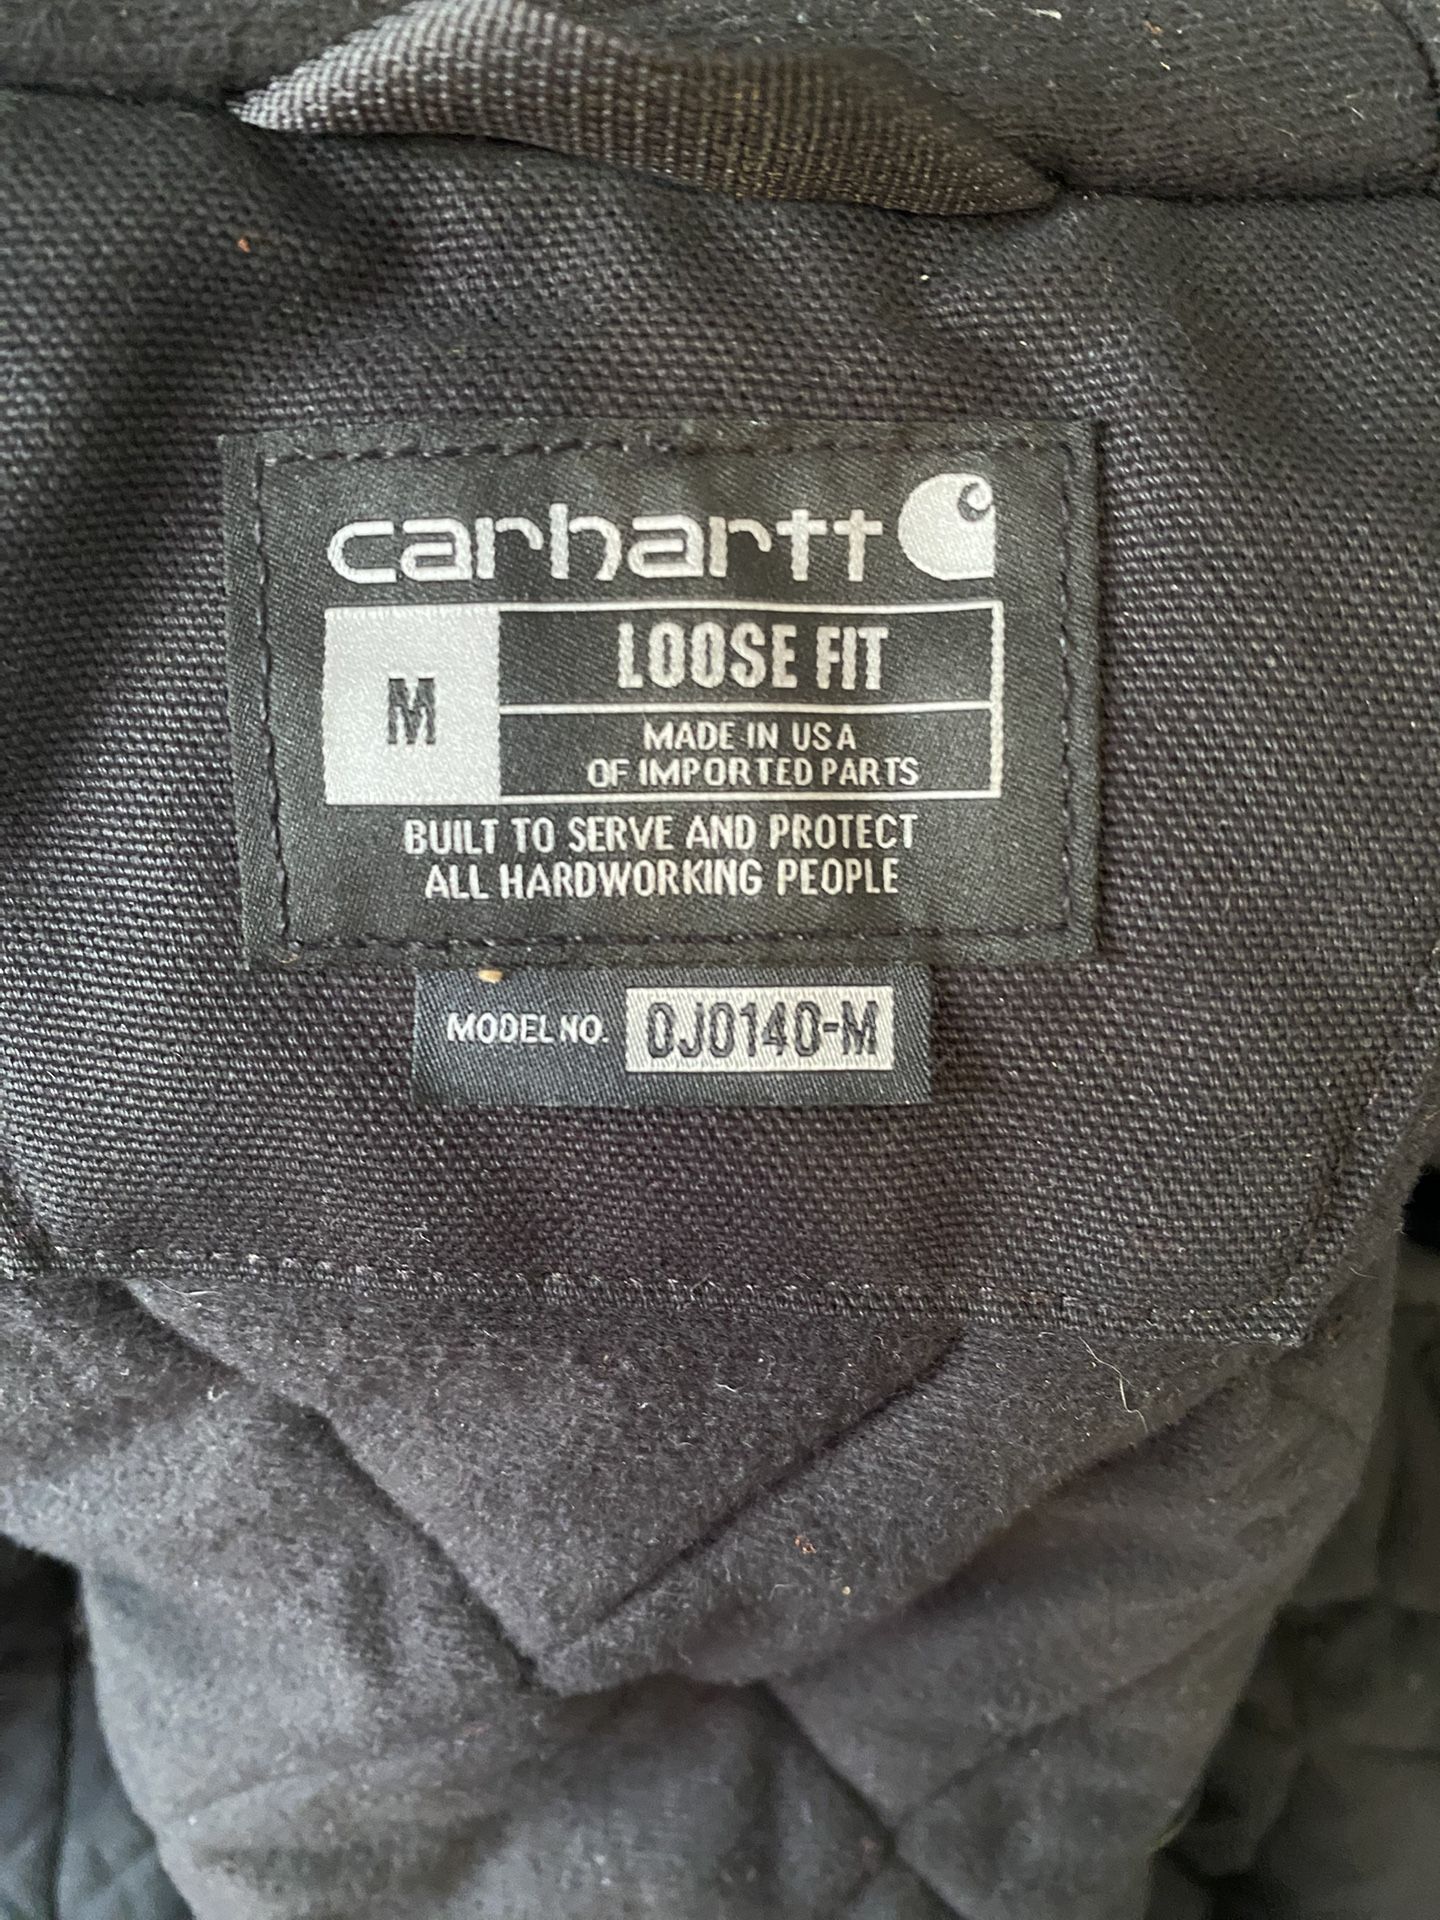 carhartt
M
LOOSE FIT
MADE IN USA
OF IMPORTED PARTS
BUILT TO SERVE AND PROTECT
ALL HARDWORKING PEOPLE
MODEL NO. 0J0140-M